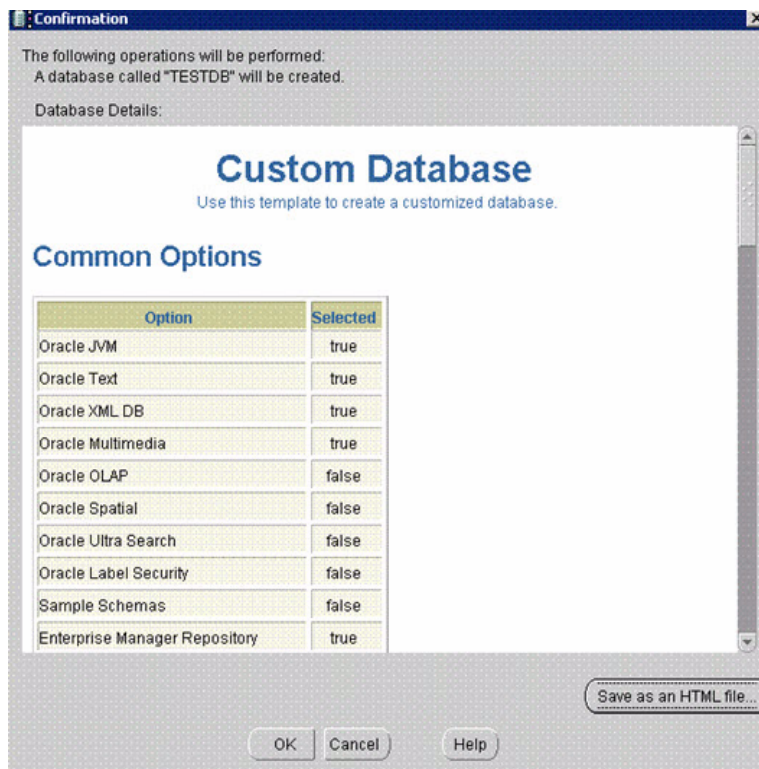 Confirmation
The following operations will be performed:
A database called "TESTDB" will be created.
Database Details:
Custom Database
Use this template to create a customized database.
Common Options
Option Selected
Oracle JVM true
Oracle Text true
Oracle XML DB true
Oracle Multimedia true
Oracle OLAP false
Oracle Spatial false
Oracle Ultra Search false
Oracle Label Security false
Sample Schemas false
Enterprise Manager Repository true
Save as an HTML file...
OK Cancel Help